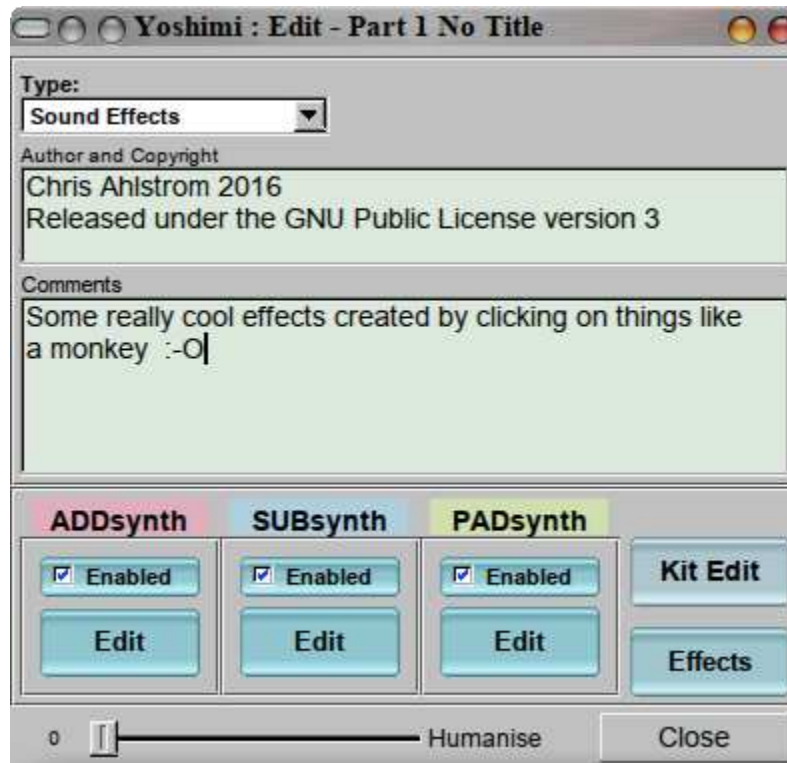 Yoshimi : Edit - Part 1 No Title
Type:
Sound Effects
Author and Copyright
Chris Ahlstrom 2016
Released under the GNU Public License version 3
Comments
Some really cool effects created by clicking on things like
a monkey :-O
ADDsynth SUBsynth PADsynth
Enabled Enabled Enabled Kit Edit
Edit Edit Edit Effects
0 Humanise Close